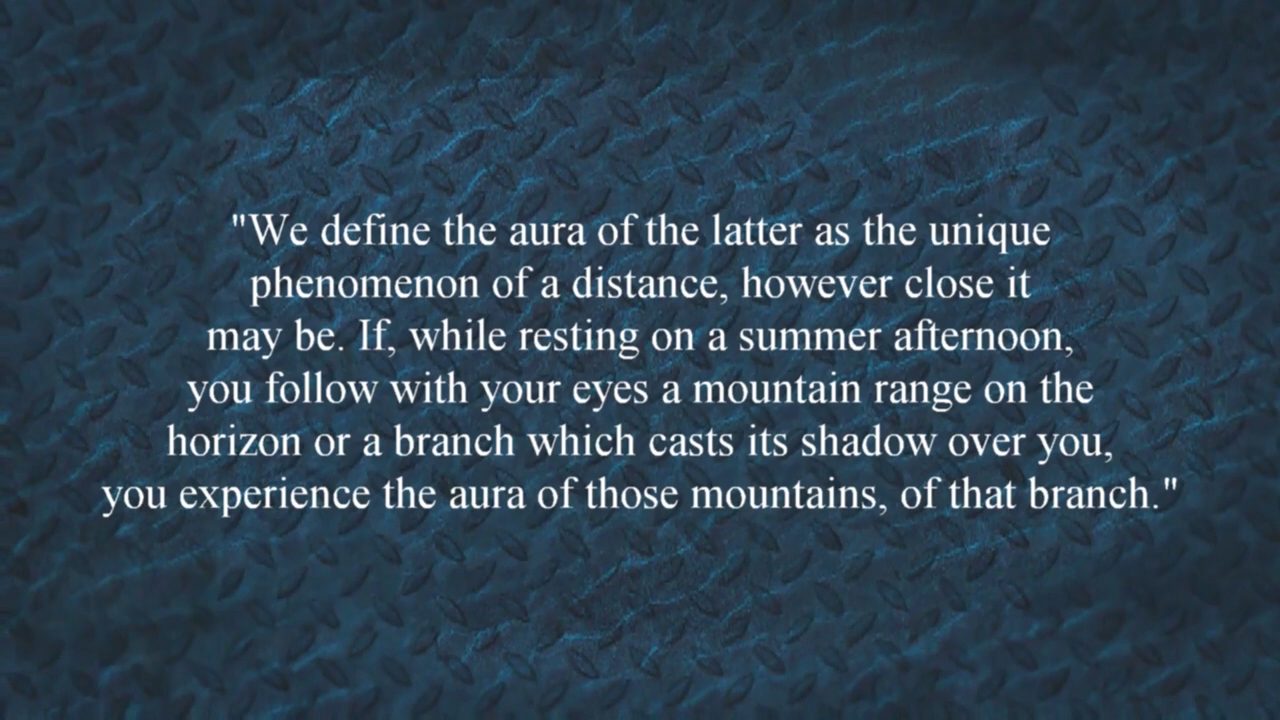 "We define the aura of the latter as the unique
phenomenon of a distance, however close it
may be. If, while resting on a summer afternoon,
you follow with your eyes a mountain range on the
horizon or a branch which casts its shadow over you,
you experience the aura of those mountains, of that branch."